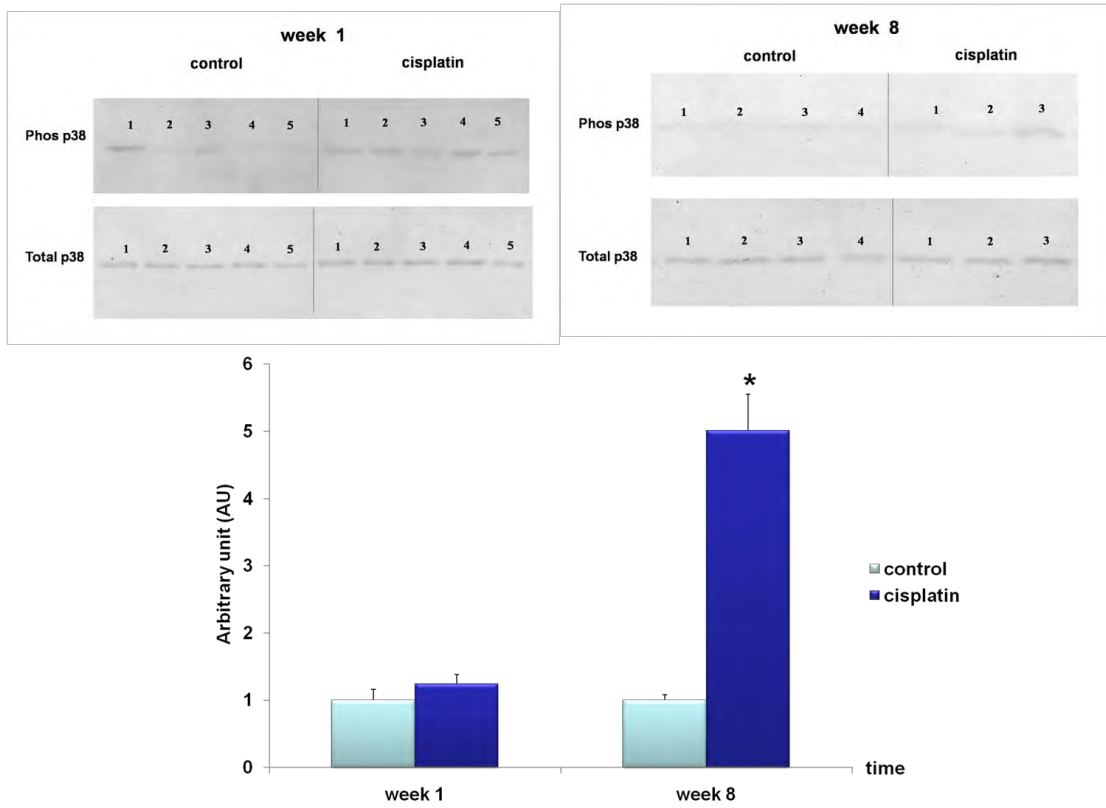 week 1
control cisplatin
Phos p38
1 2 3 4 5 1 2 3 4 5
Total p38
1 2 3 4 5 1 2 3 4 5
week 8
control cisplatin
Phos p38
1 2 3 4 1 2 3
Total p38
1 2 3 4 1 2 3
Arbitrary unit (AU)
6
5
4
3
2
1
0
*
control
cisplatin
week 1 week 8
time